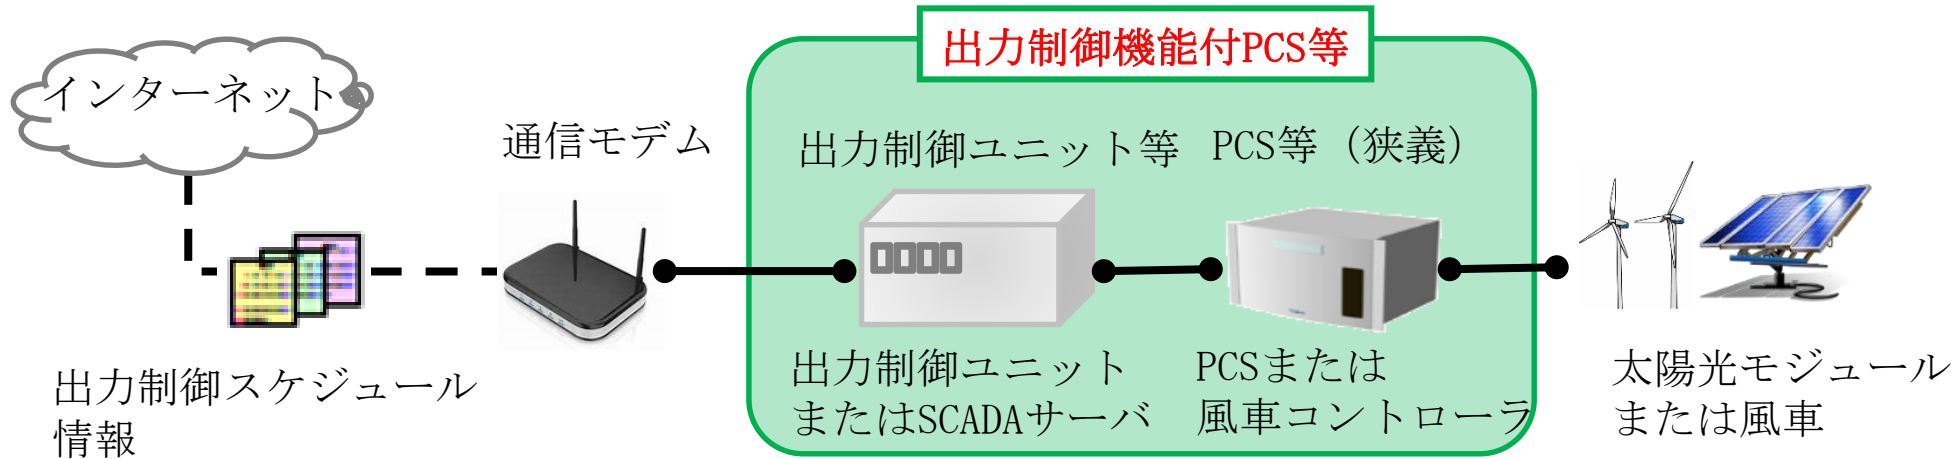 出力制御機能付PCS等
インターネット
通信モデム
出力制御ユニット等
PCS等（狭義）
出力制御スケジュール
情報
出力制御ユニット
またはSCADAサーバ
PCSまたは
風車コントローラ
太陽光モジュール
または風車